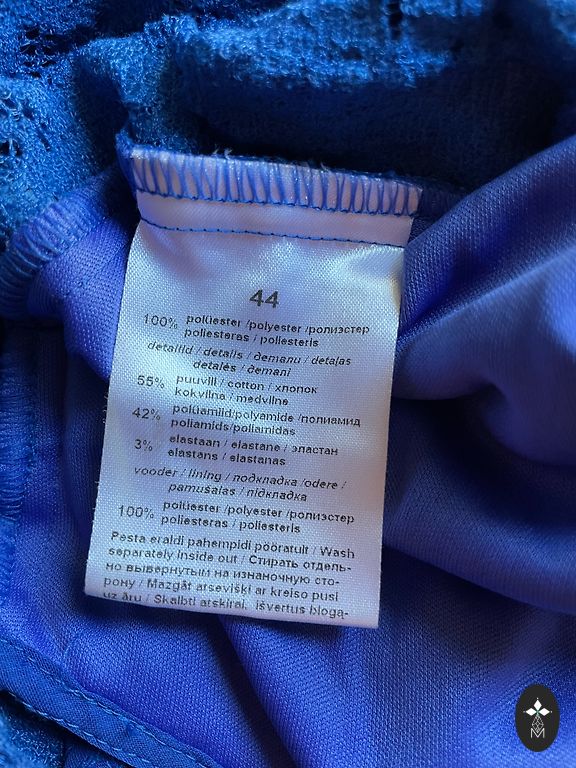 44
100% polüester /polyester /полиэстер
poliesteras / poliesteris
detailid / details / детали / detaļas
detalės / деталі
55% puuvill / cotton / хлопок
kokvilna / medvilnė
42% polüamiid/polyamide /полиамид
poliamīds/poliamidas
3% elastaan / elastane / эластан
elastāns / elastanas
vooder / lining / подкладка /odere /
pamušalas / підкладка
100% polüester /polyester /полиэстер
poliesteras / poliesteris
Pesta eraldi pahempidi pööratult / Wash
separately inside out / Стирать отдель-
но вывернутым на изнаночную сто-
рону / Mazgāt arsevišķi ar kreiso pusi
uz āru / Skalbti atskirai, išvertus blogą-
M